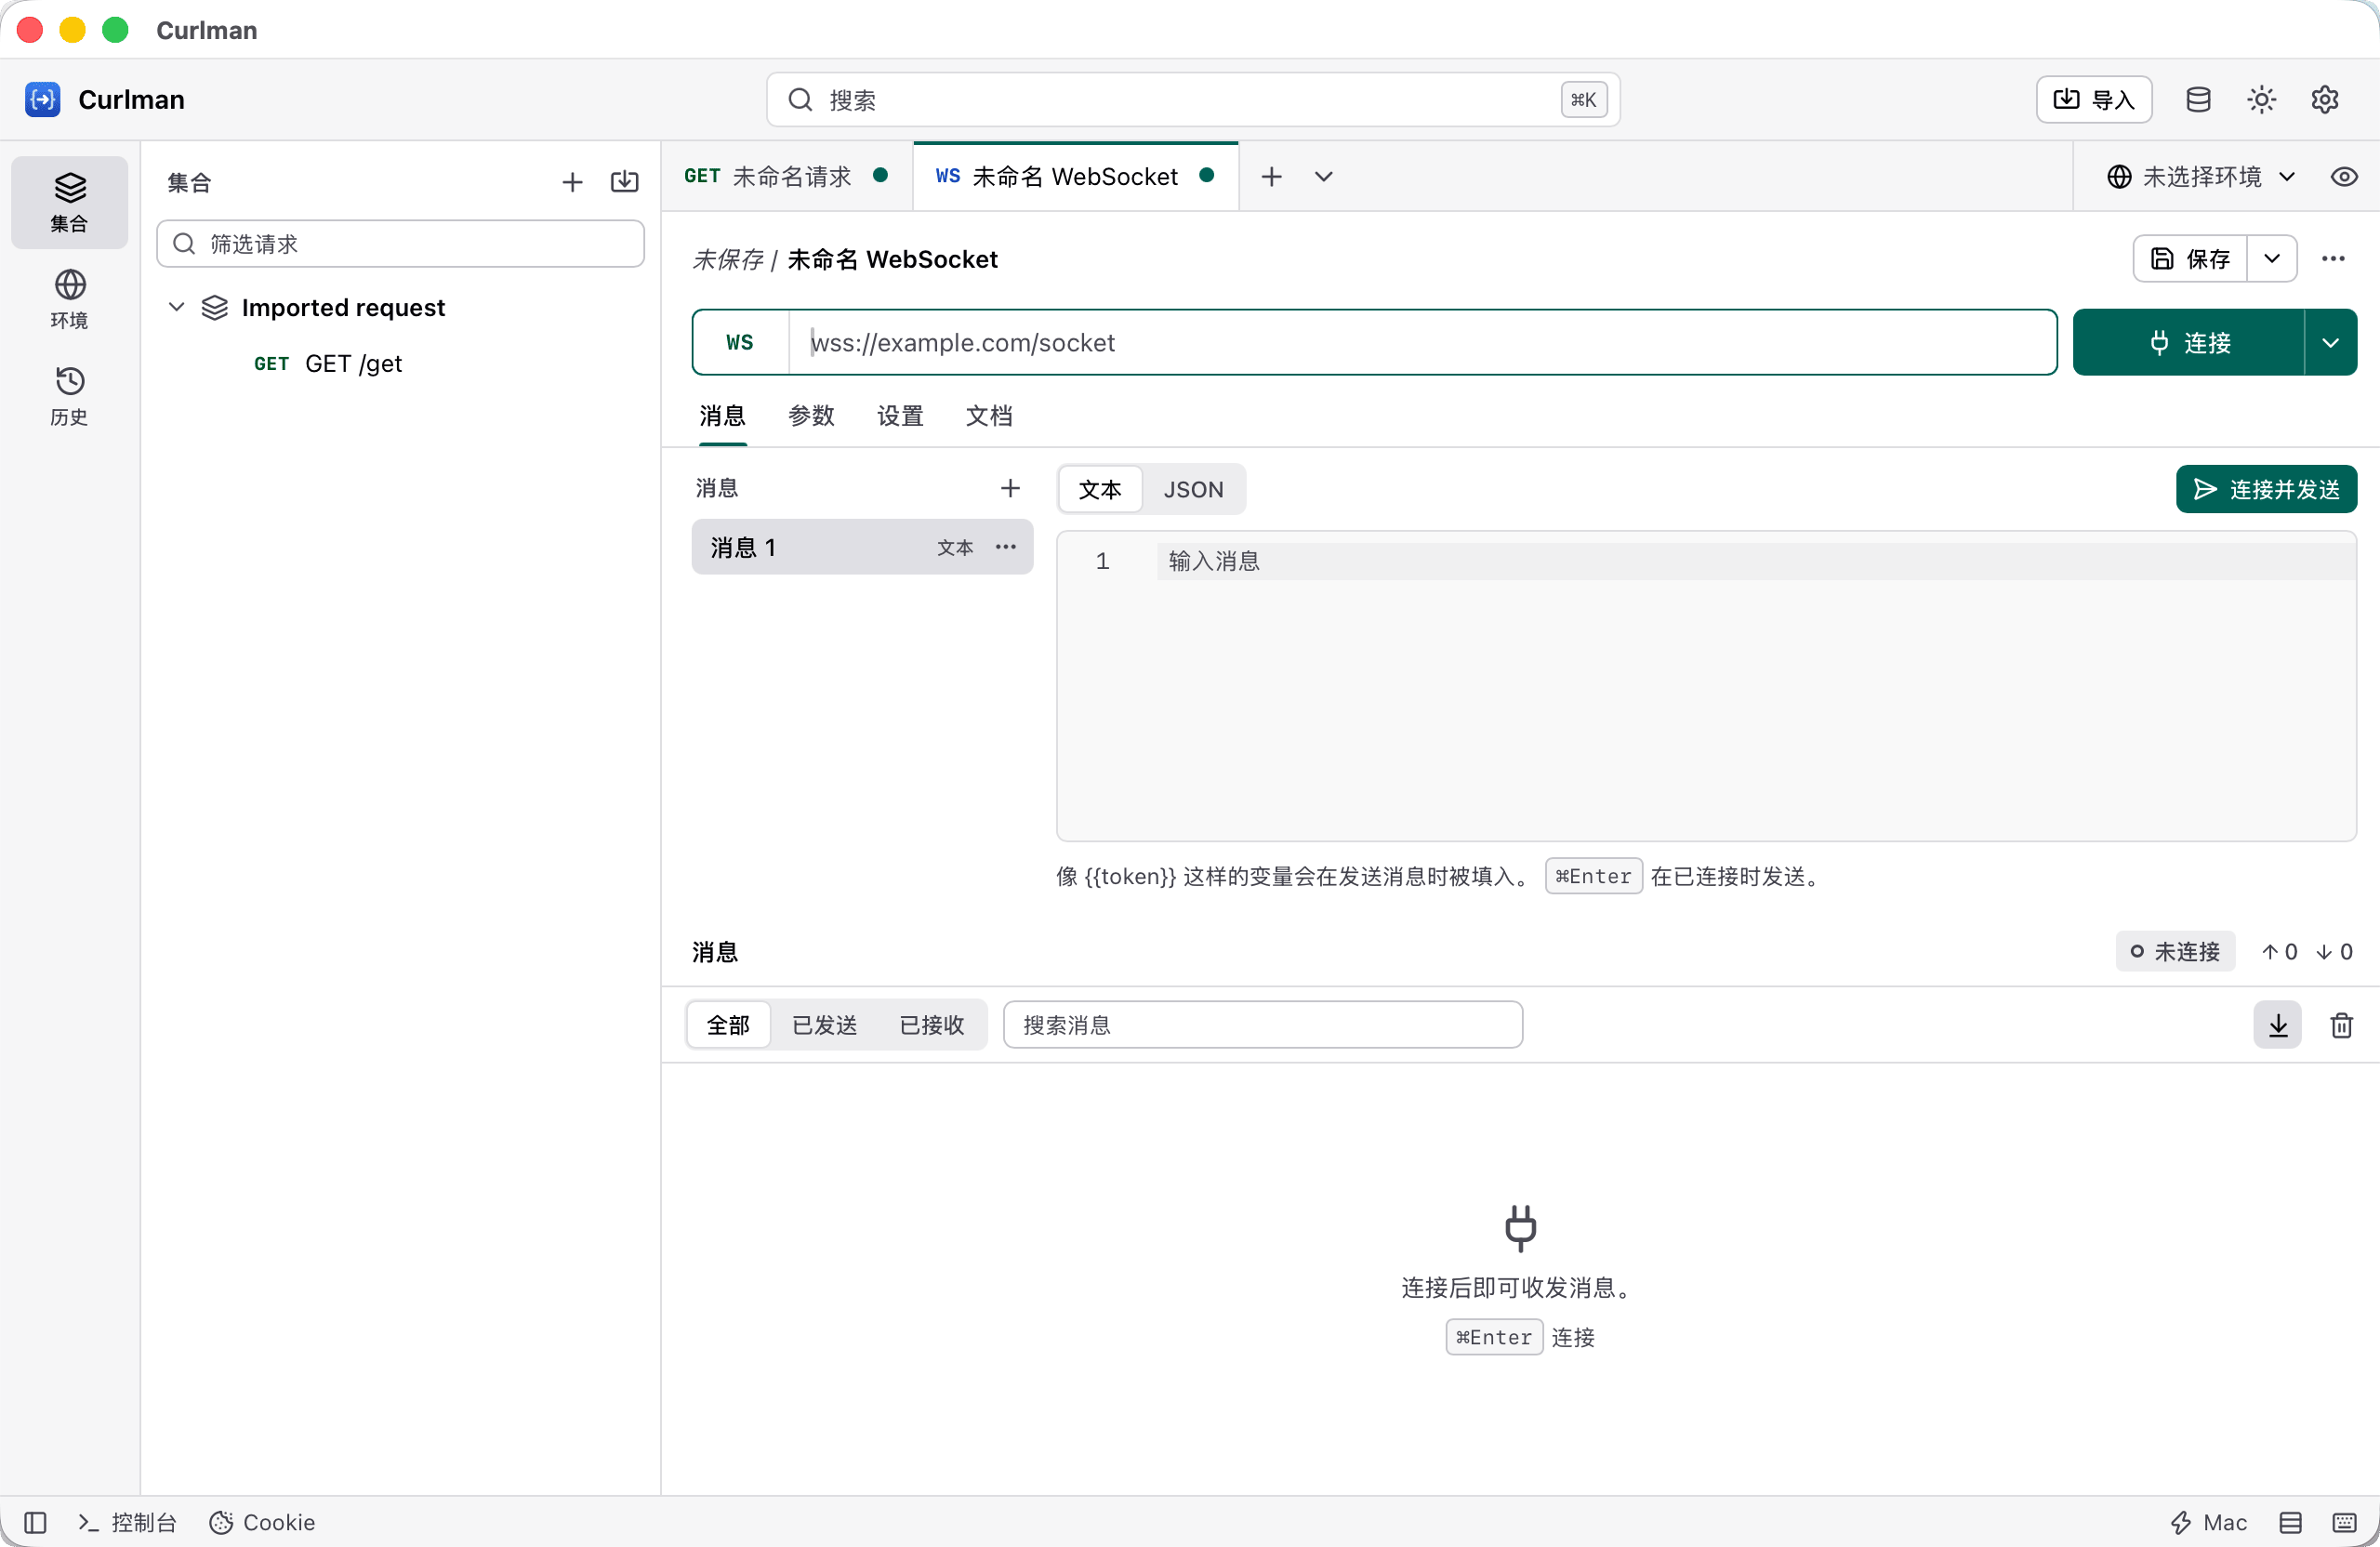 Curlman
Curlman
搜索
⌘K
导入
集合
环境
历史
集合
筛选请求
Imported request
GET GET /get
GET 未命名请求
WS 未命名 WebSocket
未选择环境
未保存 / 未命名 WebSocket
保存
WS
wss://example.com/socket
连接
消息 参数 设置 文档
消息
消息 1 文本
文本 JSON
连接并发送
1 输入消息
像 {{token}} 这样的变量会在发送消息时被填入。 ⌘Enter 在已连接时发送。
消息
未连接
↑ 0 ↓ 0
全部 已发送 已接收
搜索消息
连接后即可收发消息。
⌘Enter 连接
控制台
Cookie
Mac